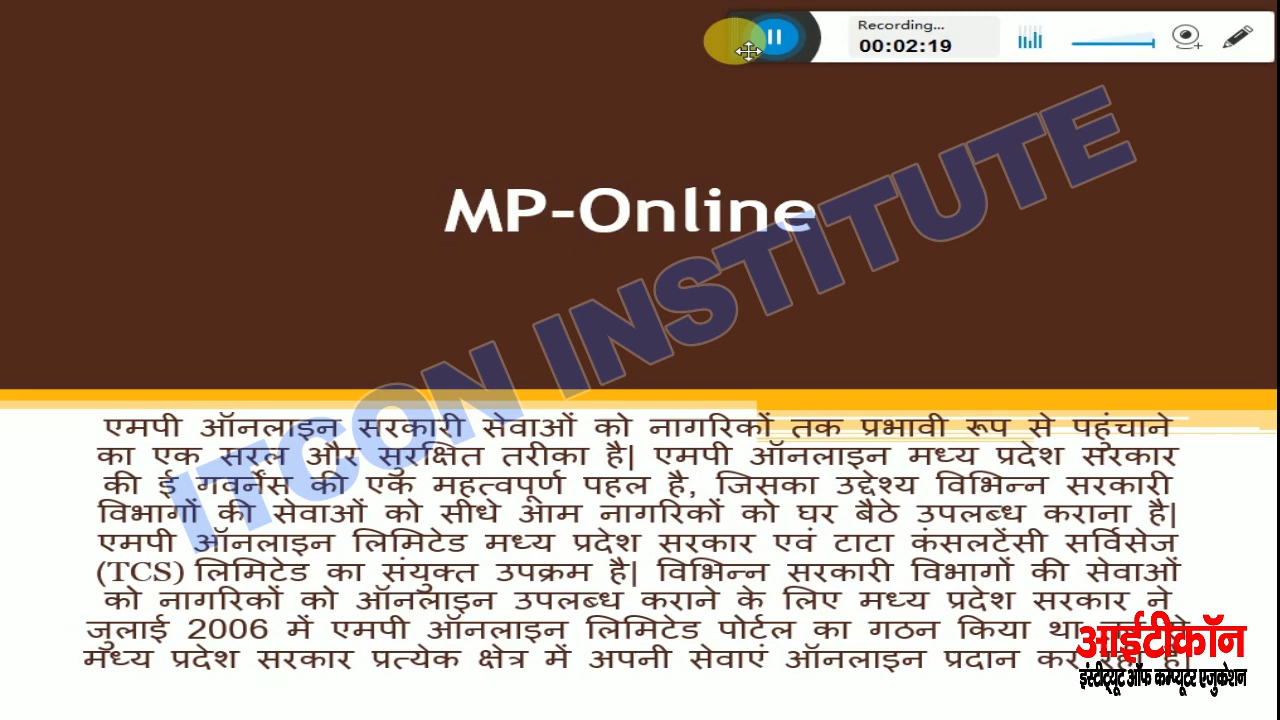 Recording...
00:02:19
MP-Online
ITCON INSTITUTE
एमपी ऑनलाइन सरकारी सेवाओं को नागरिकों तक प्रभावी रूप से पहुंचाने
का एक सरल और सुरक्षित तरीका है| एमपी ऑनलाइन मध्य प्रदेश सरकार
की ई गवर्नेंस की एक महत्वपूर्ण पहल है, जिसका उद्देश्य विभिन्न सरकारी
विभागों की सेवाओं को सीधे आम नागरिकों को घर बैठे उपलब्ध कराना है|
एमपी ऑनलाइन लिमिटेड मध्य प्रदेश सरकार एवं टाटा कंसलटेंसी सर्विसेज
(TCS) लिमिटेड का संयुक्त उपक्रम है| विभिन्न सरकारी विभागों की सेवाओं
को नागरिकों को ऑनलाइन उपलब्ध कराने के लिए मध्य प्रदेश सरकार ने
जुलाई 2006 में एमपी ऑनलाइन लिमिटेड पोर्टल का गठन किया था
मध्य प्रदेश सरकार प्रत्येक क्षेत्र में अपनी सेवाएं ऑनलाइन प्रदान कर रही है|
आईटीकॉन
इंस्टीट्यूट ऑफ कम्प्यूटर एजुकेशन